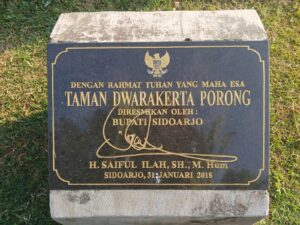 DENGAN RAHMAT TUHAN YANG MAHA ESA
TAMAN DWARAKERTA PORONG
DIRESMIKAN OLEH :
BUPATI SIDOARJO
H. SAIFUL ILAH, SH., M. Hum
SIDOARJO, 31 JANUARI 2018